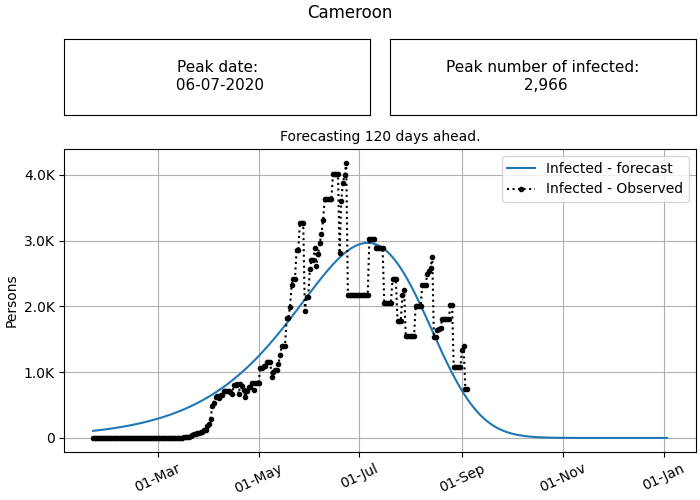 Cameroon
Peak date:
06-07-2020
Peak number of infected:
2,966
Forecasting 120 days ahead.
Infected - forecast
Infected - Observed
4.0K
3.0K
2.0K
1.0K
0
Persons
01-Mar
01-May
01-Jul
01-Sep
01-Nov
01-Jan